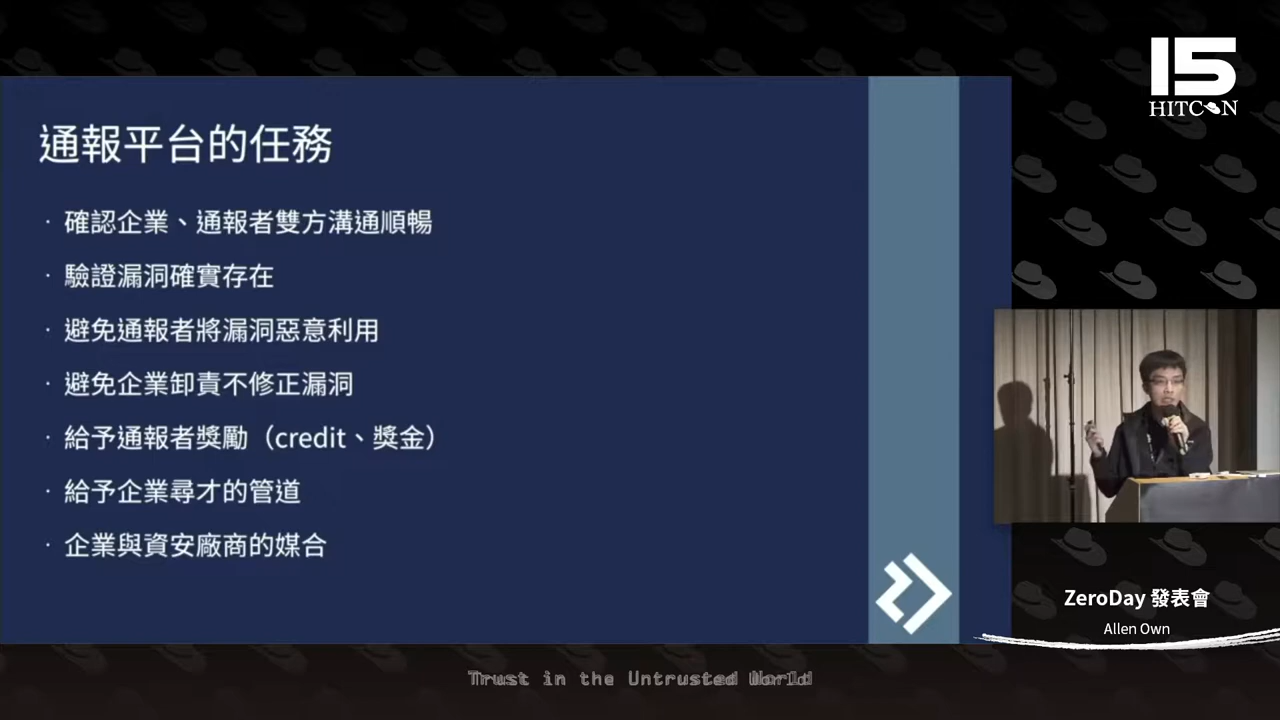 15
HITCON
通報平台的任務
· 確認企業、通報者雙方溝通順暢
· 驗證漏洞確實存在
· 避免通報者將漏洞惡意利用
· 避免企業卸責不修正漏洞
· 給予通報者獎勵（credit、獎金）
· 給予企業尋才的管道
· 企業與資安廠商的媒合
ZeroDay 發表會
Allen Own
Trust in the Untrusted World